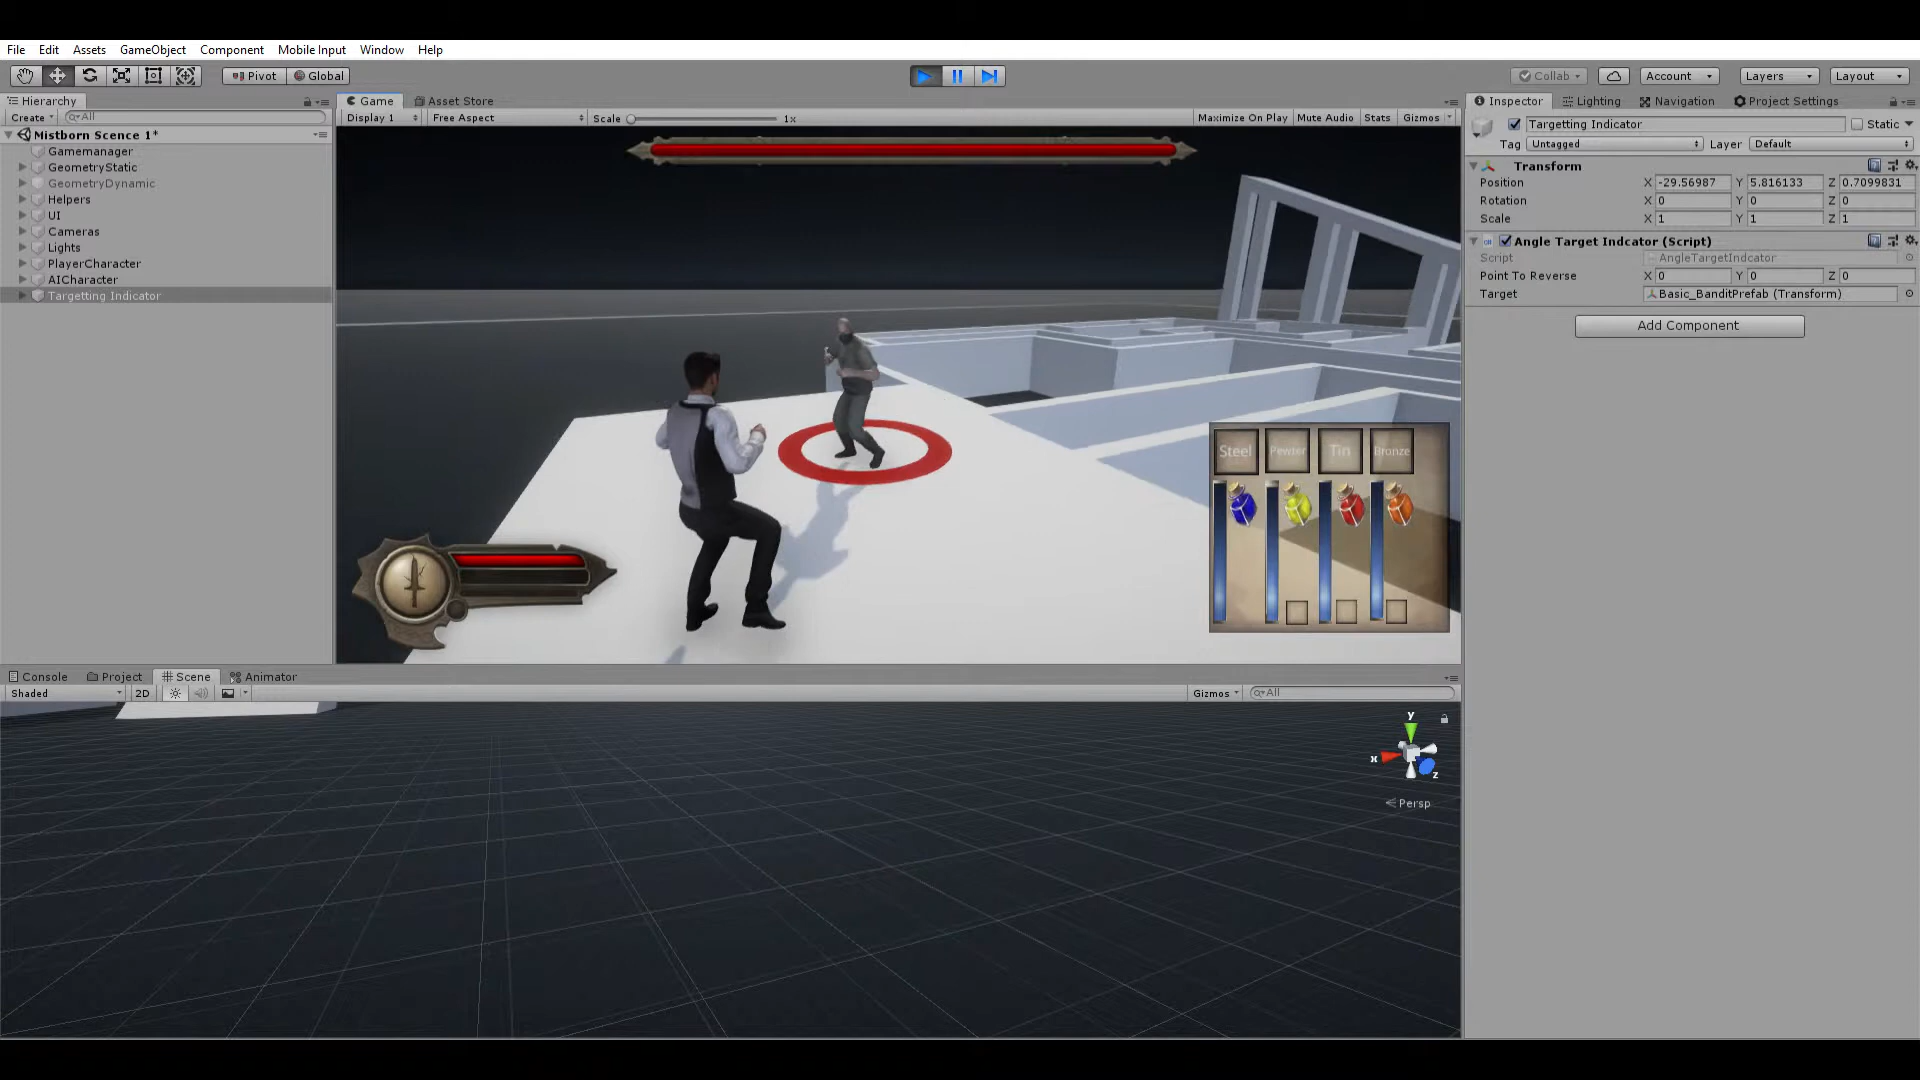 File Edit Assets GameObject Component Mobile Input Window Help
Pivot Global Collab Account Layers Layout
Hierarchy
Create All
Mistborn Scence 1*
Gamemanager
GeometryStatic
GeometryDynamic
Helpers
UI
Cameras
Lights
PlayerCharacter
AICharacter
Targetting Indicator
Game Asset Store
Display 1 Free Aspect Scale 1x Maximize On Play Mute Audio Stats Gizmos
Steel Pewter Tin Bronze
Inspector Lighting Navigation Project Settings
Targetting Indicator Static
Tag Untagged Layer Default
Transform
Position X -29.56987 Y 5.816133 Z 0.7099831
Rotation X 0 Y 0 Z 0
Scale X 1 Y 1 Z 1
Angle Target Indcator (Script)
Script AngleTargetIndcator
Point To Reverse X 0 Y 0 Z 0
Target Basic_BanditPrefab (Transform)
Add Component
Console Project Scene Animator
Shaded 2D Gizmos All
y
x
z
Persp